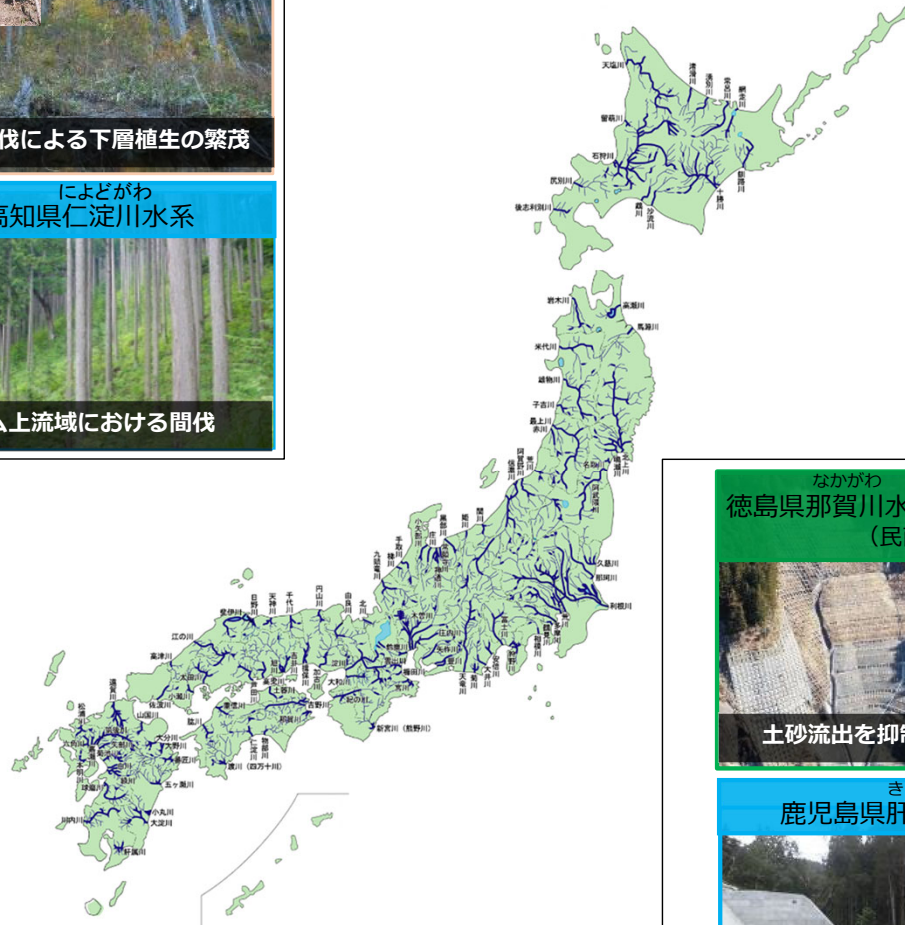 伐による下層植生の繁茂
によどがわ
高知県仁淀川水系
上流域における間伐
天塩川
渚滑川
湧別川
常呂川
網走川
留萌川
石狩川
尻別川
後志利別川
鵡川
沙流川
十勝川
釧路川
岩木川
高瀬川
馬淵川
米代川
雄物川
子吉川
最上川
赤川
北上川
鳴瀬川
名取川
阿武隈川
荒川
阿賀野川
信濃川
関川
姫川
黒部川
常願寺川
神通川
庄川
小矢部川
手取川
梯川
九頭竜川
北川
由良川
円山川
千代川
天神川
日野川
斐伊川
江の川
高津川
久慈川
那珂川
利根川
荒川
多摩川
鶴見川
相模川
富士川
狩野川
安倍川
大井川
菊川
天竜川
豊川
矢作川
庄内川
木曽川
鈴鹿川
雲出川
櫛田川
宮川
淀川
大和川
紀の川
新宮川（熊野川）
加古川
揖保川
吉井川
旭川
高梁川
芦田川
太田川
小瀬川
佐波川
吉野川
那賀川
土器川
重信川
肱川
物部川
仁淀川
渡川（四万十川）
遠賀川
山国川
松浦川
六角川
嘉瀬川
本明川
筑後川
矢部川
菊池川
白川
緑川
球磨川
大分川
大野川
番匠川
五ヶ瀬川
小丸川
大淀川
川内川
肝属川
なかがわ
徳島県那賀川水
（民
土砂流出を抑制
き
鹿児島県肝